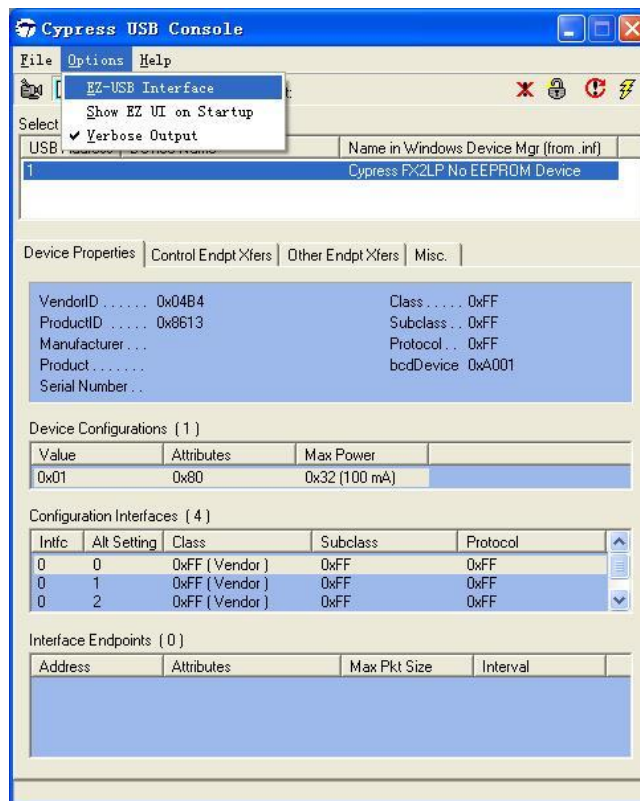 Cypress USB Console
File Options Help
EZ-USB Interface
Show EZ UI on Startup
✓ Verbose Output
Select
USB Name in Windows Device Mgr (from .inf)
1 Cypress FX2LP No EEPROM Device
Device Properties Control Endpt Xfers Other Endpt Xfers Misc.
VendorID . . . . . . 0x04B4 Class . . . . . 0xFF
ProductID . . . . . 0x8613 Subclass . . 0xFF
Manufacturer . . . Protocol . . 0xFF
Product . . . . . . . bcdDevice 0xA001
Serial Number . .
Device Configurations ( 1 )
Value Attributes Max Power
0x01 0x80 0x32 (100 mA)
Configuration Interfaces ( 4 )
Intfc Alt Setting Class Subclass Protocol
0 0 0xFF ( Vendor ) 0xFF 0xFF
0 1 0xFF ( Vendor ) 0xFF 0xFF
0 2 0xFF ( Vendor ) 0xFF 0xFF
Interface Endpoints ( 0 )
Address Attributes Max Pkt Size Interval